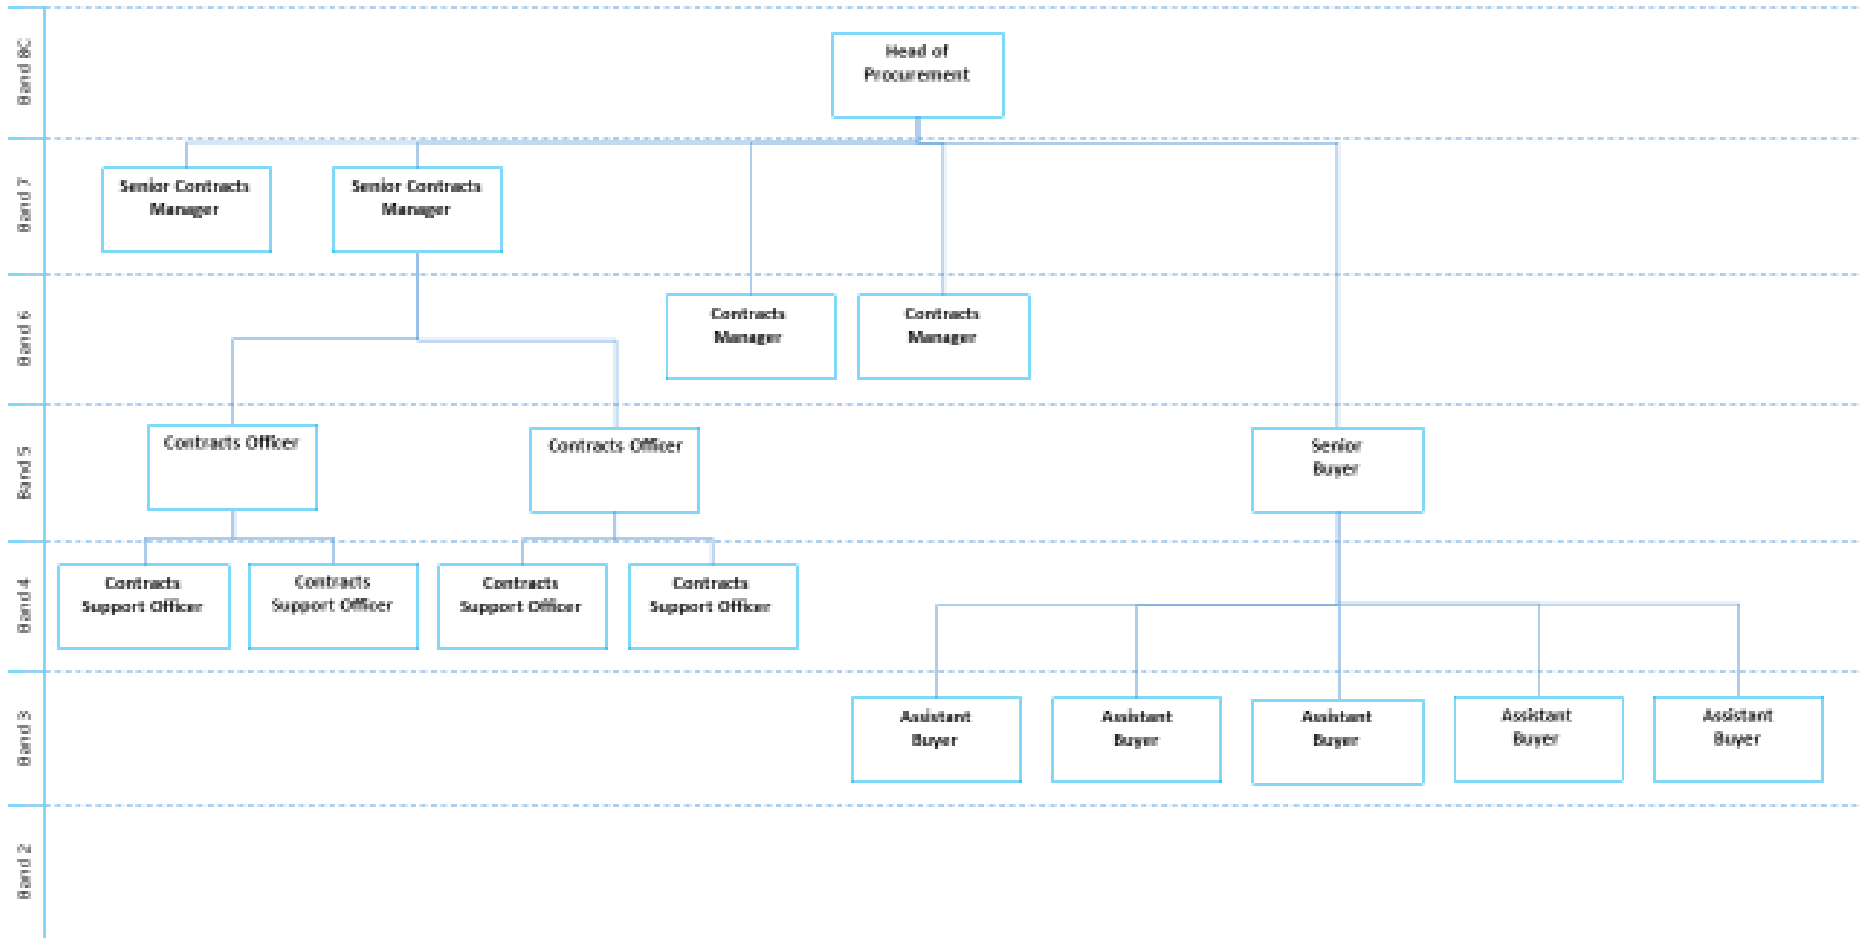 Band 8C
Head of
Procurement
Band 7
Senior Contracts
Manager
Senior Contracts
Manager
Band 6
Contracts
Manager
Contracts
Manager
Band 5
Contracts Officer
Contracts Officer
Senior
Buyer
Band 4
Contracts
Support Officer
Contracts
Support Officer
Contracts
Support Officer
Contracts
Support Officer
Band 3
Assistant
Buyer
Assistant
Buyer
Assistant
Buyer
Assistant
Buyer
Assistant
Buyer
Band 2